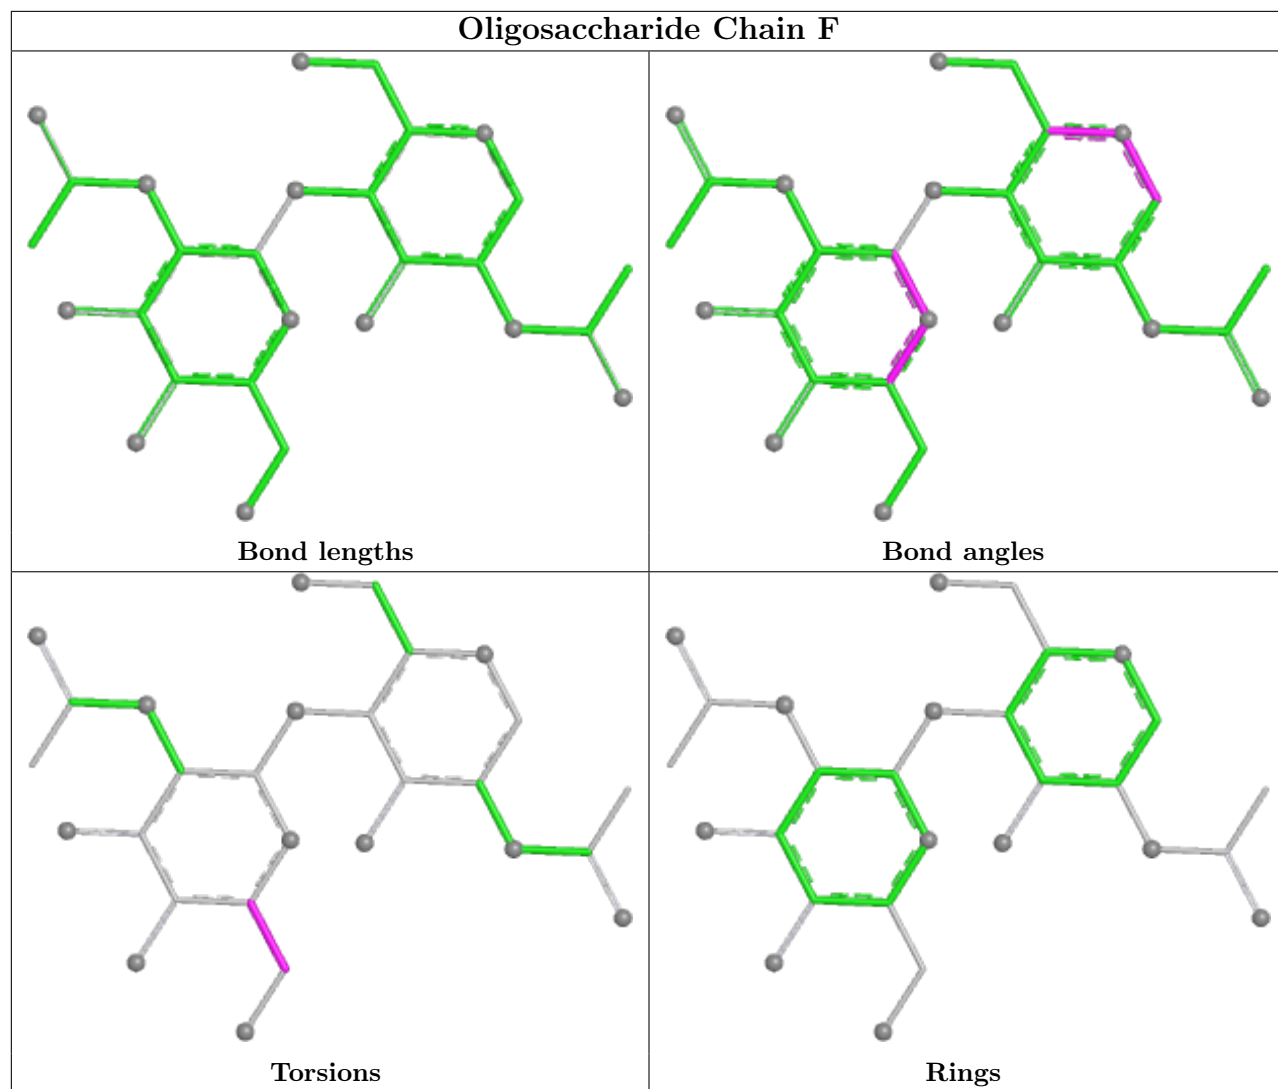 Oligosaccharide Chain F
Bond lengths
Bond angles
Torsions
Rings